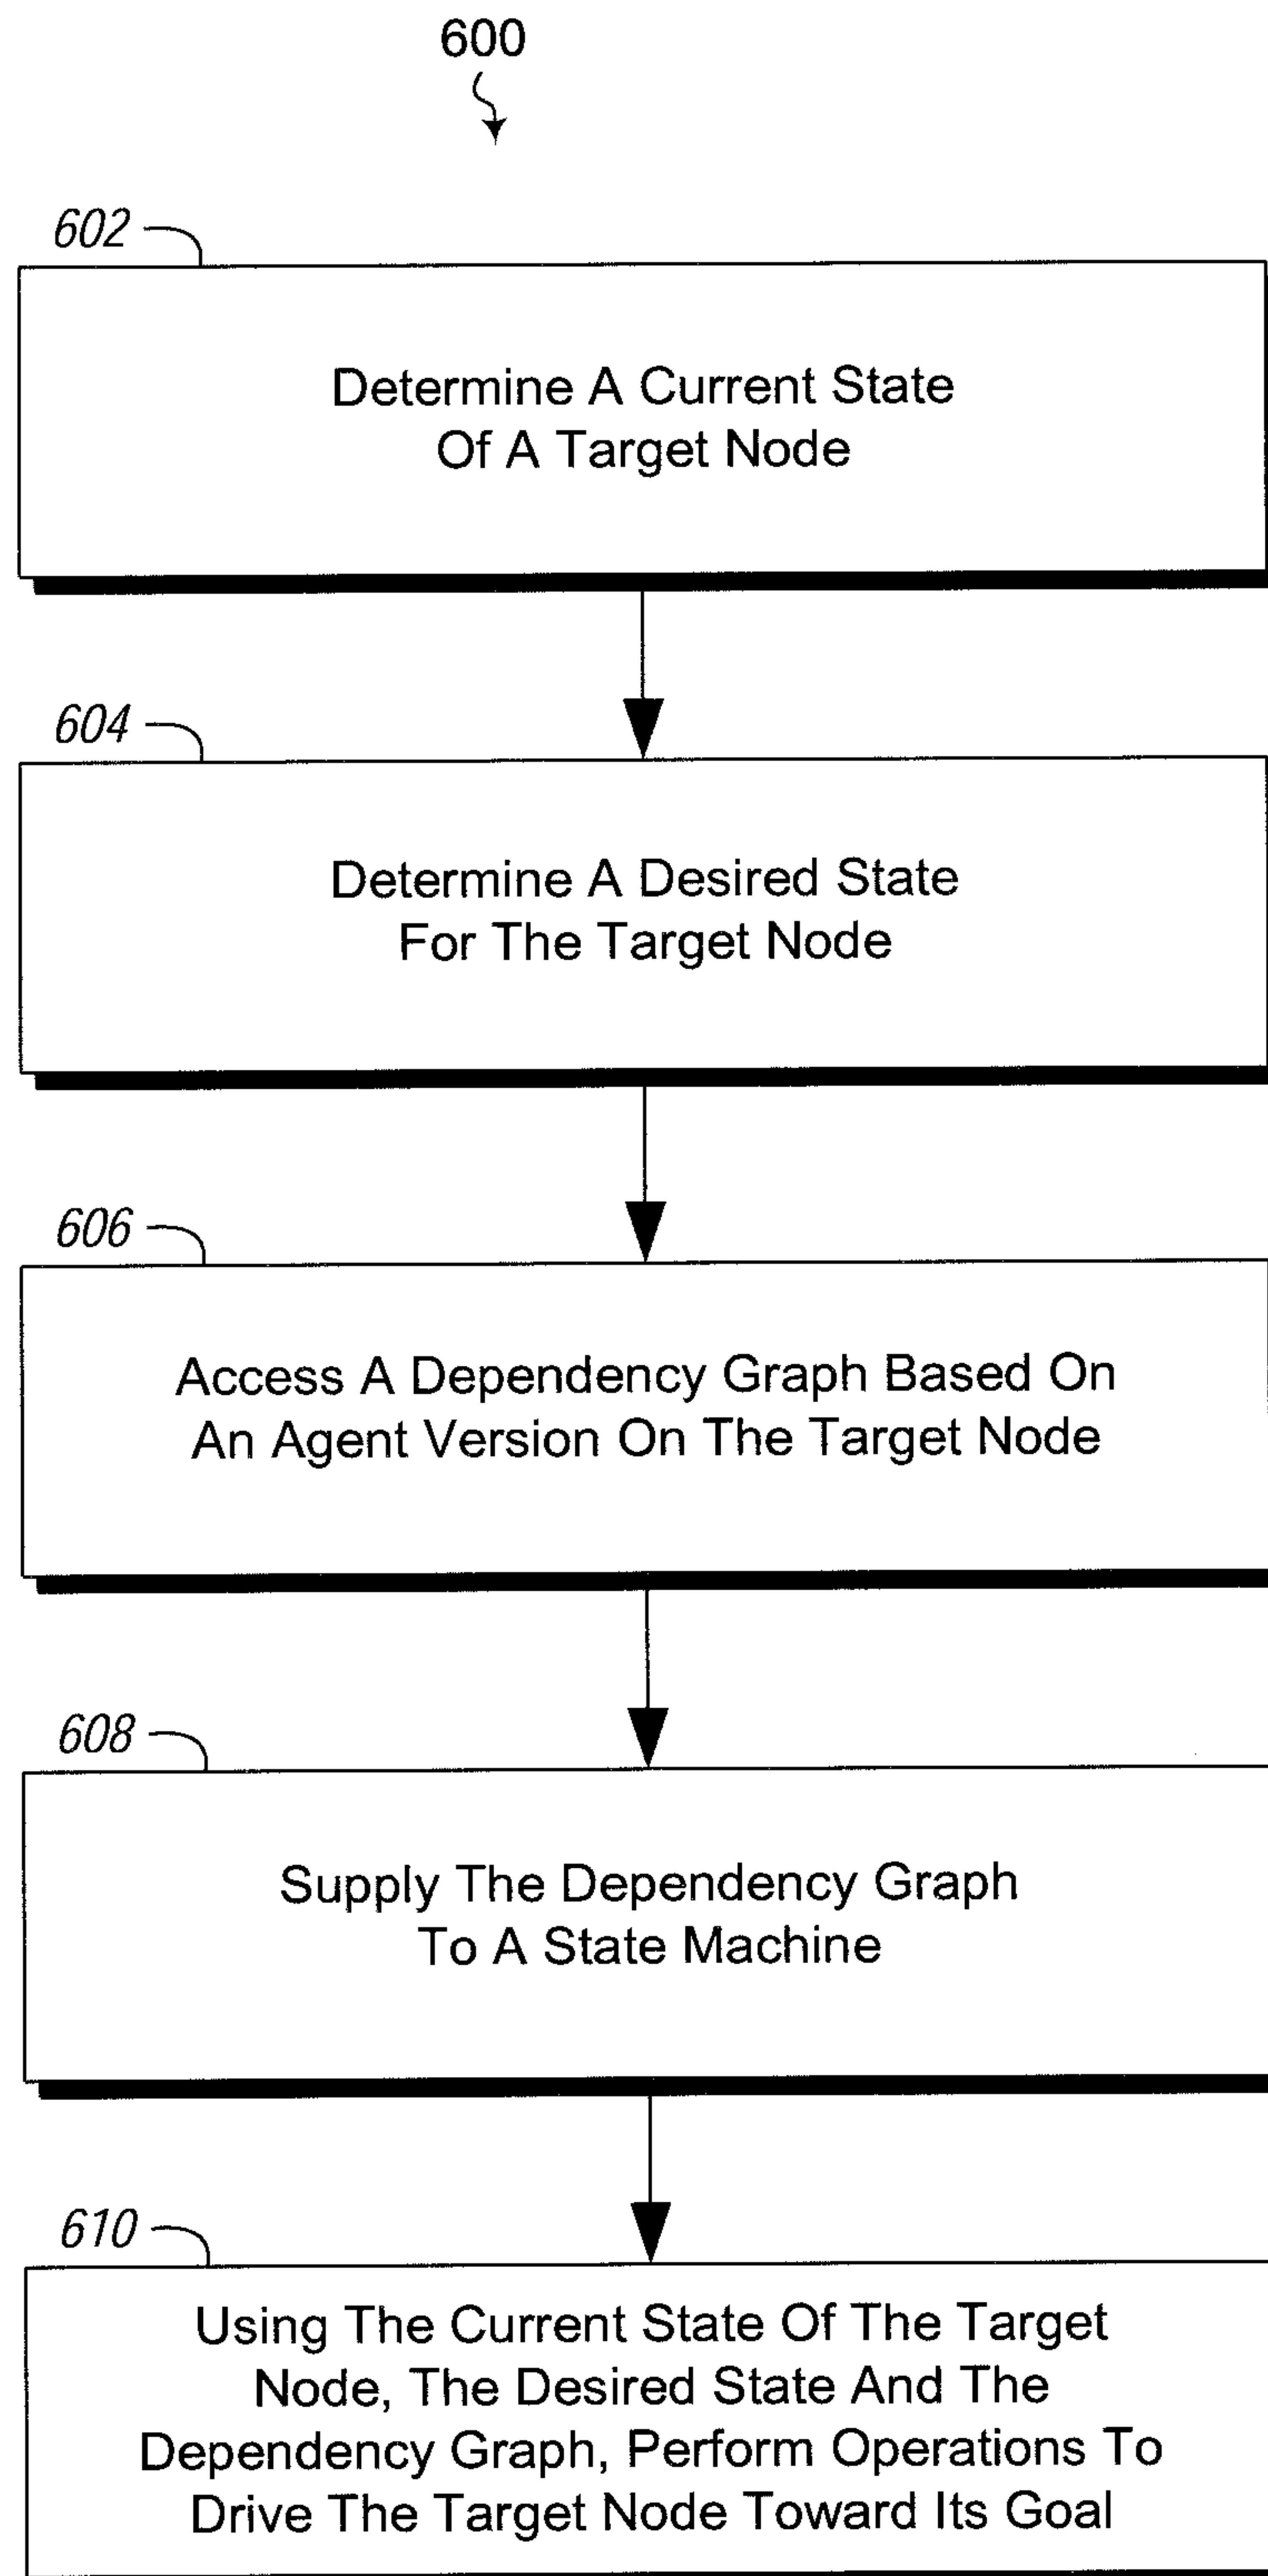 600
602
Determine A Current State
Of A Target Node
604
Determine A Desired State
For The Target Node
606
Access A Dependency Graph Based On
An Agent Version On The Target Node
608
Supply The Dependency Graph
To A State Machine
610
Using The Current State Of The Target
Node, The Desired State And The
Dependency Graph, Perform Operations To
Drive The Target Node Toward Its Goal